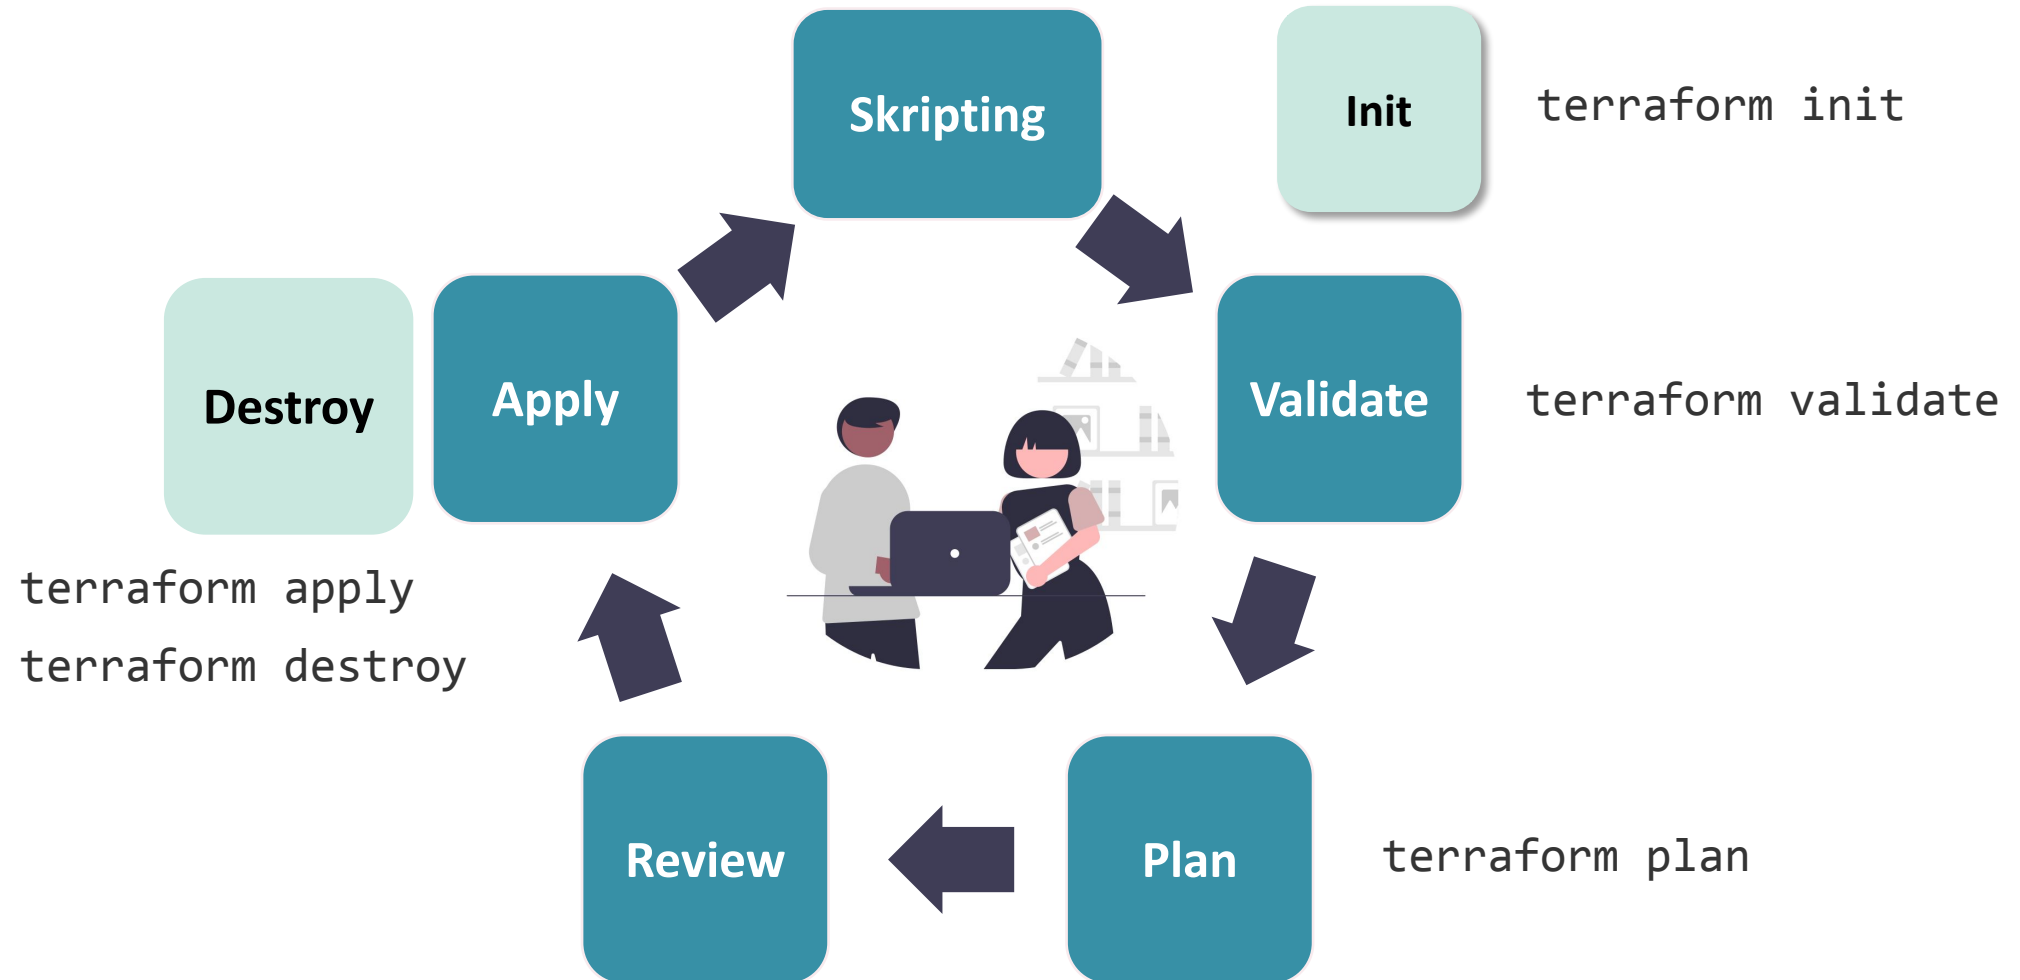 Skripting
Init
terraform init
Destroy
Apply
Validate
terraform validate
terraform apply
terraform destroy
Review
Plan
terraform plan